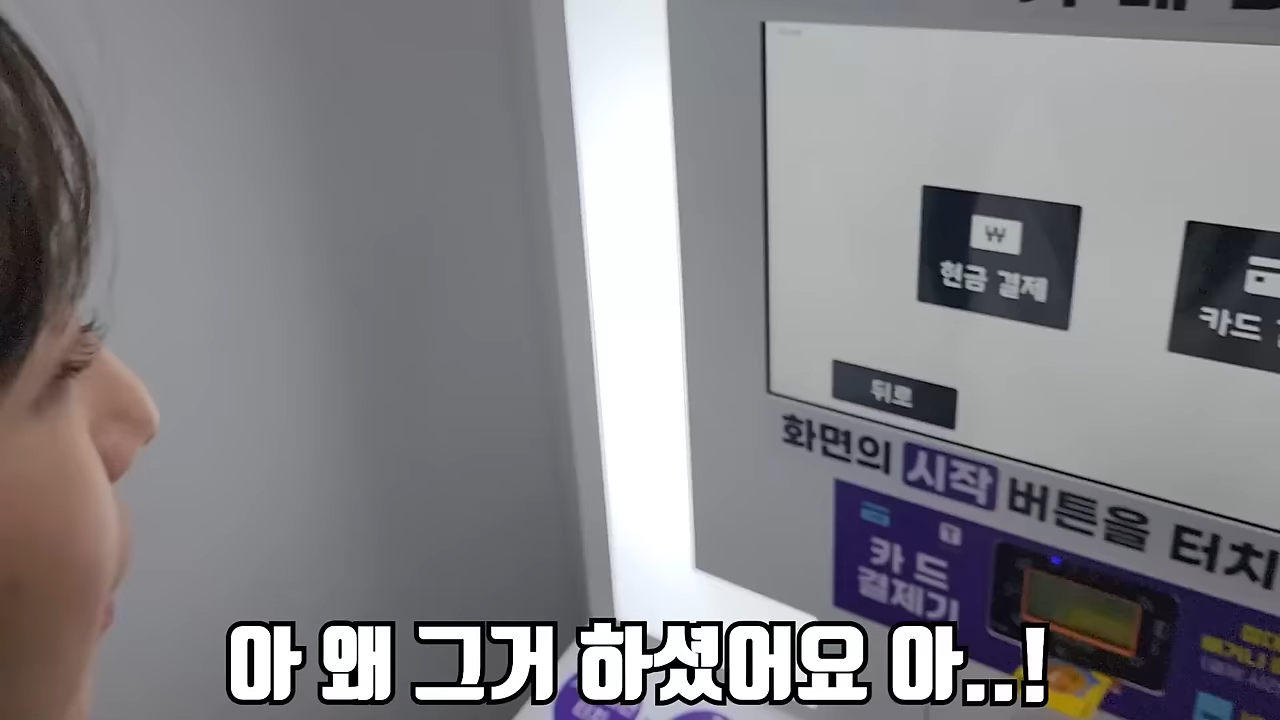 ₩
현금 결제
카드
뒤로
화면의 시작 버튼을 터치
T
카드
결제기
아 왜 그거 하셨어요 아..!